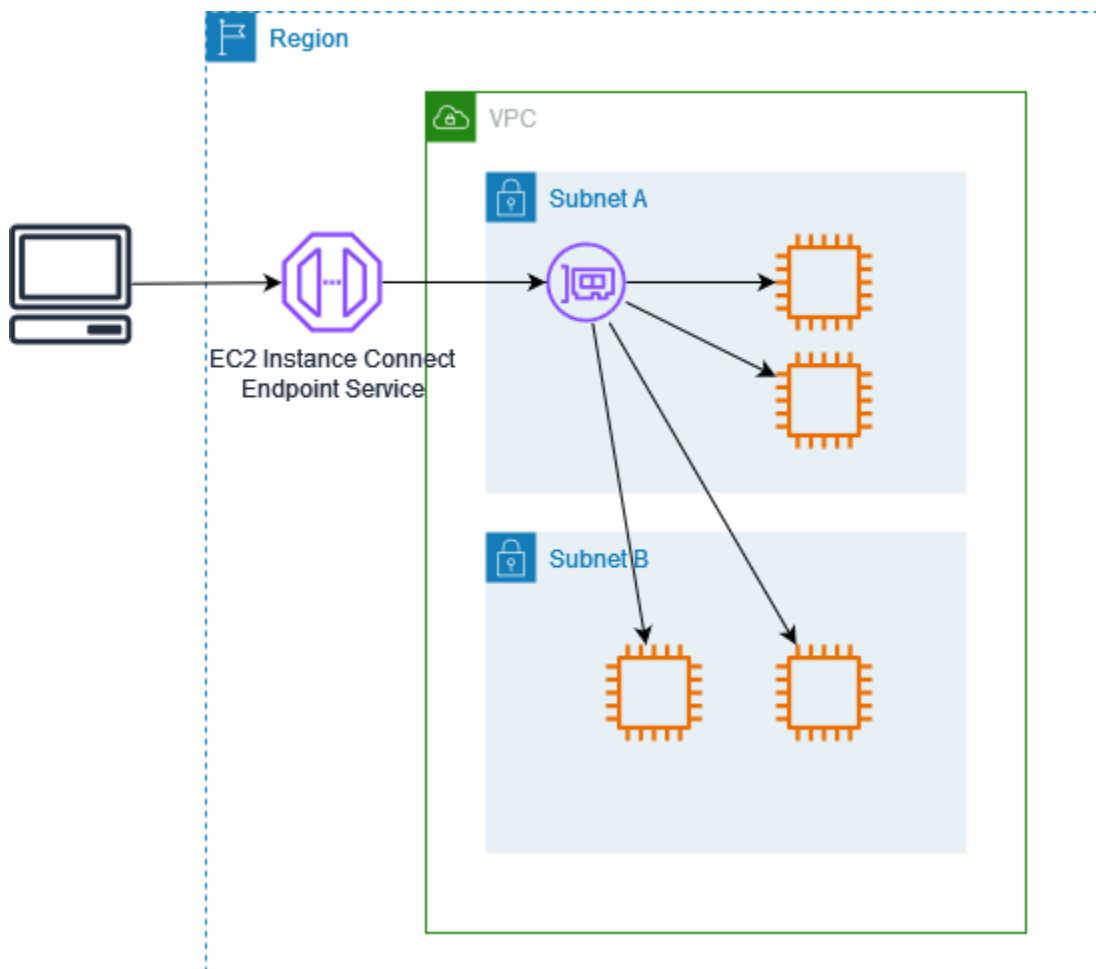 Region
VPC
Subnet A
EC2 Instance Connect
Endpoint Service
Subnet B